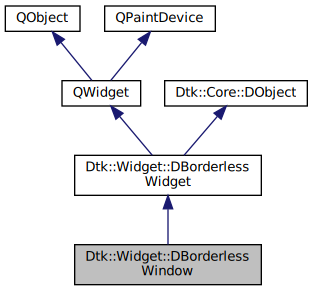 QObject
QPaintDevice
QWidget
Dtk::Core::DObject
Dtk::Widget::DBorderless
Widget
Dtk::Widget::DBorderless
Window